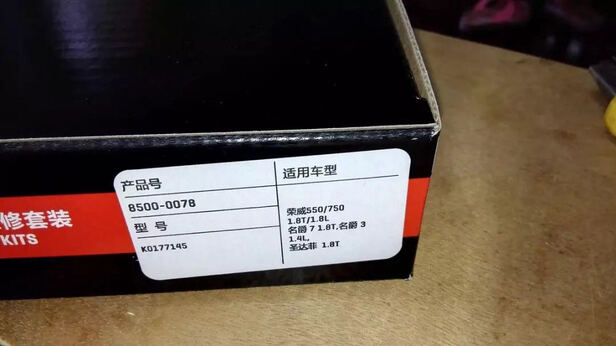 修套装
KITS
产品号
8500-0078
型 号
K0177145
适用车型
荣威550/750
1.8T/1.8L
名爵 7 1.8T,名爵 3
1.4L,
圣达菲 1.8T